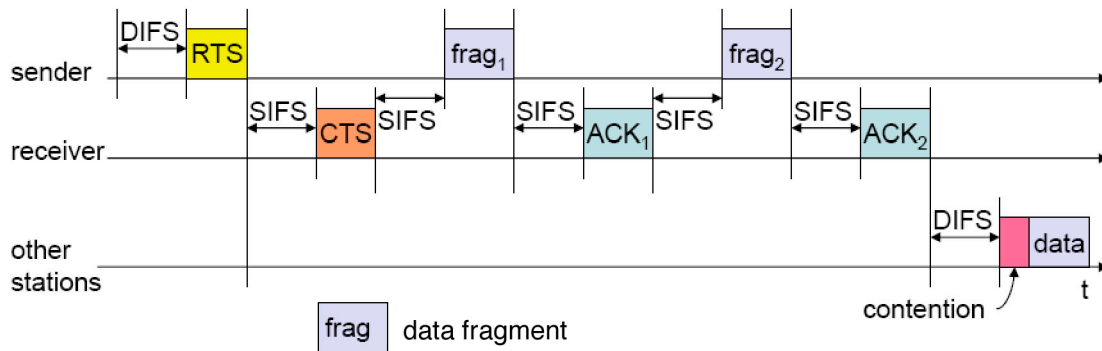 DIFS
RTS
frag₁
frag₂
sender
SIFS
CTS
SIFS
SIFS
ACK₁
SIFS
SIFS
ACK₂
receiver
DIFS
data
other
stations
contention
t
frag
data fragment